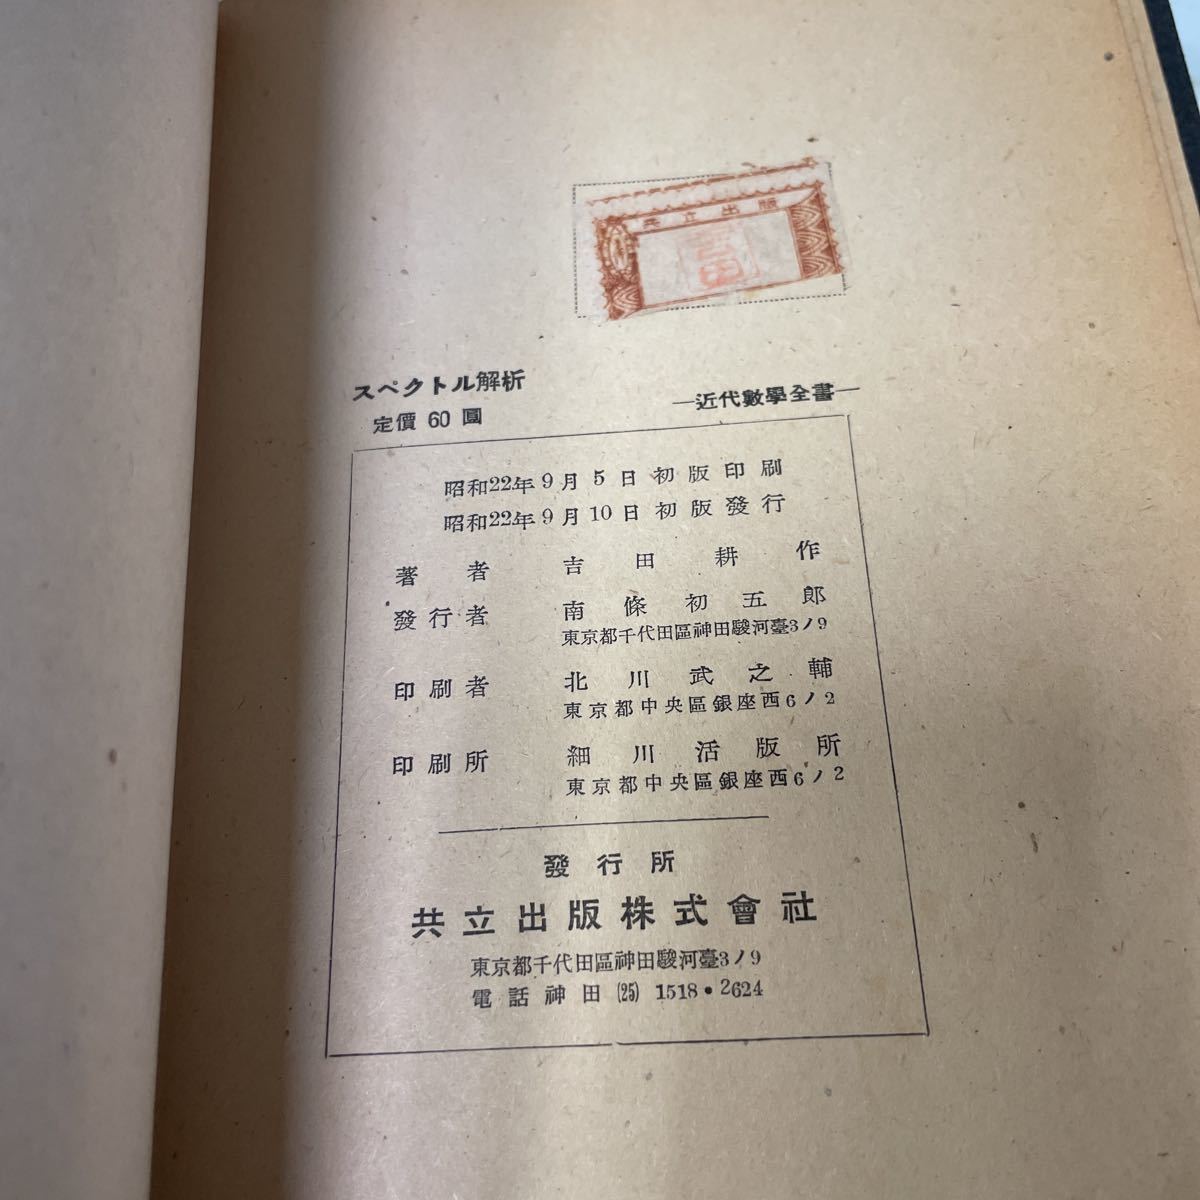 共立出版
スペクトル解析
定價 60 圓
—近代數學全書—
昭和22年9月5日初版印刷
昭和22年9月10日初版發行
著者 吉田耕作
發行者 南條初五郎
東京都千代田區神田駿河臺3ノ9
印刷者 北川武之輔
東京都中央區銀座西6ノ2
印刷所 細川活版所
東京都中央區銀座西6ノ2
發行所
共立出版株式會社
東京都千代田區神田駿河臺3ノ9
電話神田(25)1518・2624